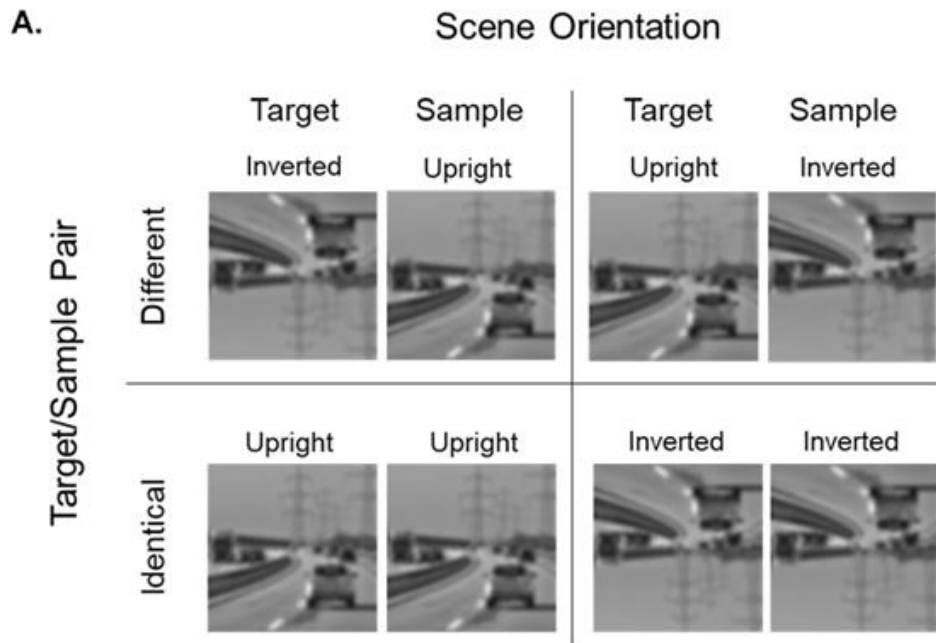 A.
Scene Orientation
Target Sample Target Sample
Inverted Upright Upright Inverted
Target/Sample Pair
Different
Upright Upright Inverted Inverted
Identical